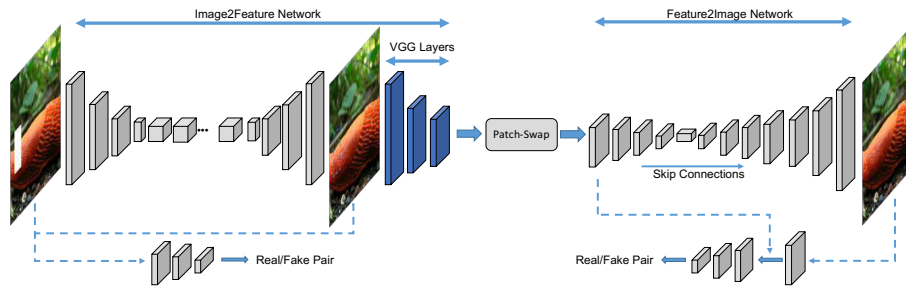 Image2Feature Network
Feature2Image Network
VGG Layers
Patch-Swap
Skip Connections
Real/Fake Pair
Real/Fake Pair